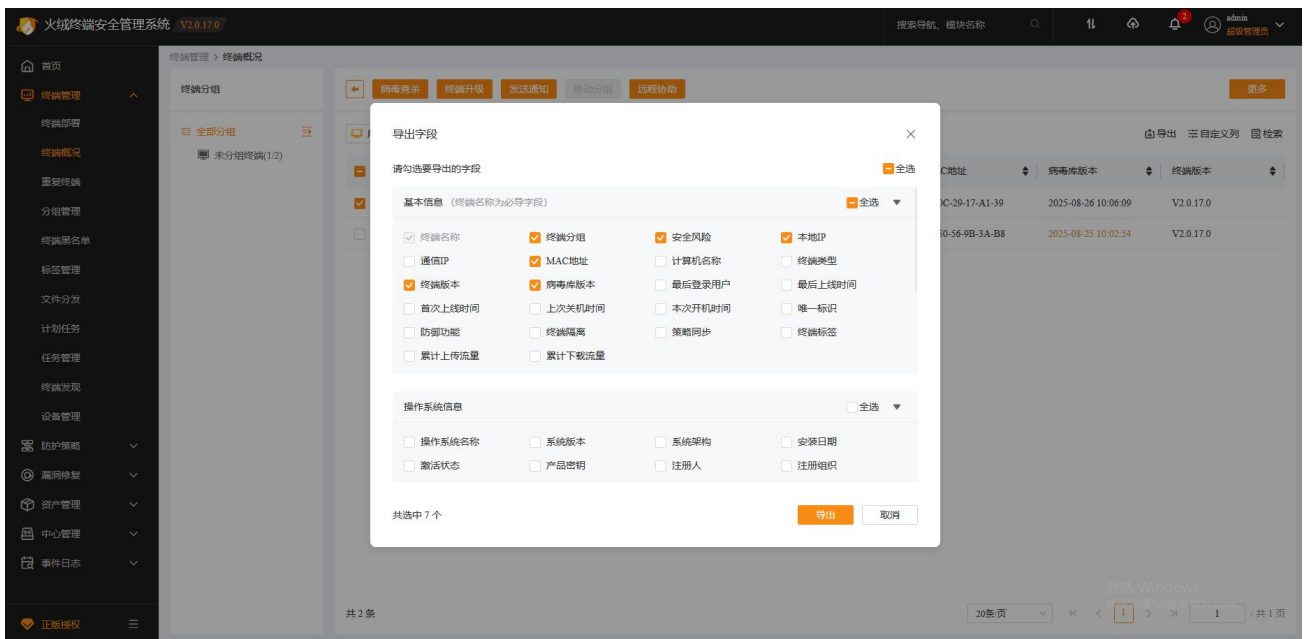 火绒终端安全管理系统 V2.0.17.0 搜索导航、模块名称 2 admin
超级管理员
首页
终端管理
终端部署
终端概况
重复终端
分组管理
终端黑名单
标签管理
文件分发
计划任务
任务管理
终端发现
设备管理
防护策略
漏洞修复
资产管理
中心管理
事件日志
正版授权
终端管理 > 终端概况
终端分组
全部分组
未分组终端(1/2)
病毒查杀 终端升级 发送通知 移动分组 远程协助 更多
导出 自定义列 检索
病毒库版本 终端版本
2025-08-26 10:06:09 V2.0.17.0
2025-08-25 10:02:54 V2.0.17.0
导出字段
请勾选要导出的字段 全选
基本信息 (终端名称为必导字段) 全选
终端名称 终端分组 安全风险 本地IP
通信IP MAC地址 计算机名称 终端类型
终端版本 病毒库版本 最后登录用户 最后上线时间
首次上线时间 上次关机时间 本次开机时间 唯一标识
防御功能 终端隔离 策略同步 终端标签
累计上传流量 累计下载流量
操作系统信息 全选
操作系统名称 系统版本 系统架构 安装日期
激活状态 产品密钥 注册人 注册组织
共选中 7 个 导出 取消
激活 Windows
共 2 条 20条/页 1 1 / 共 1 页